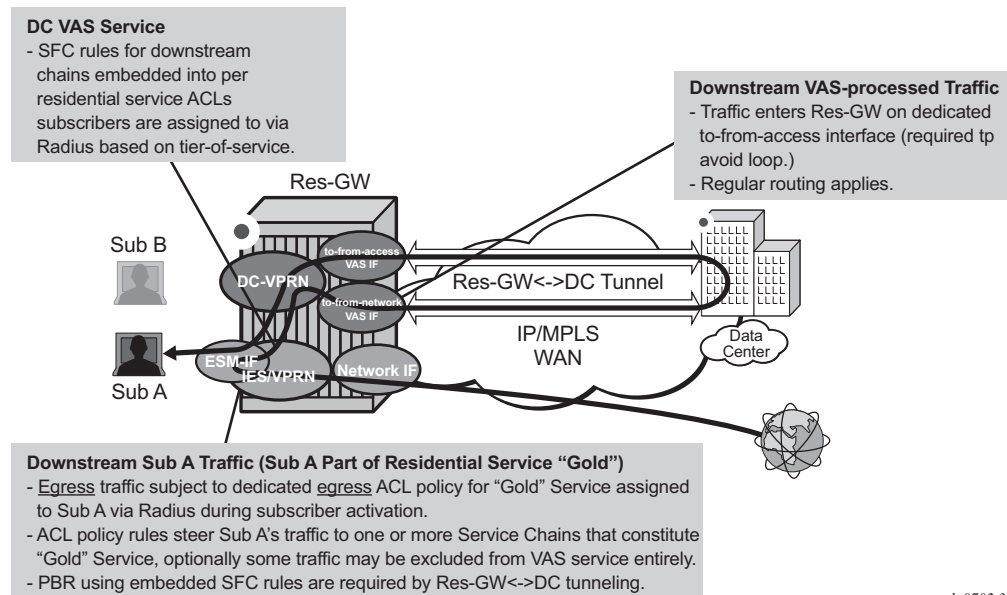 DC VAS Service
- SFC rules for downstream
chains embedded into per
residential service ACLs
subscribers are assigned to via
Radius based on tier-of-service.
Downstream VAS-processed Traffic
- Traffic enters Res-GW on dedicated
to-from-access interface (required tp
avoid loop.)
- Regular routing applies.
Res-GW
Sub B
to-from-access
VAS IF
DC-VPRN
Res-GW<->DC Tunnel
to-from-network
VAS IF
IP/MPLS
WAN
Data
Center
ESM-IF
IES/VPRN
Network IF
Sub A
Downstream Sub A Traffic (Sub A Part of Residential Service “Gold”)
- Egress traffic subject to dedicated egress ACL policy for “Gold” Service assigned
to Sub A via Radius during subscriber activation.
- ACL policy rules steer Sub A's traffic to one or more Service Chains that constitute
“Gold” Service, optionally some traffic may be excluded from VAS service entirely.
- PBR using embedded SFC rules are required by Res-GW<->DC tunneling.